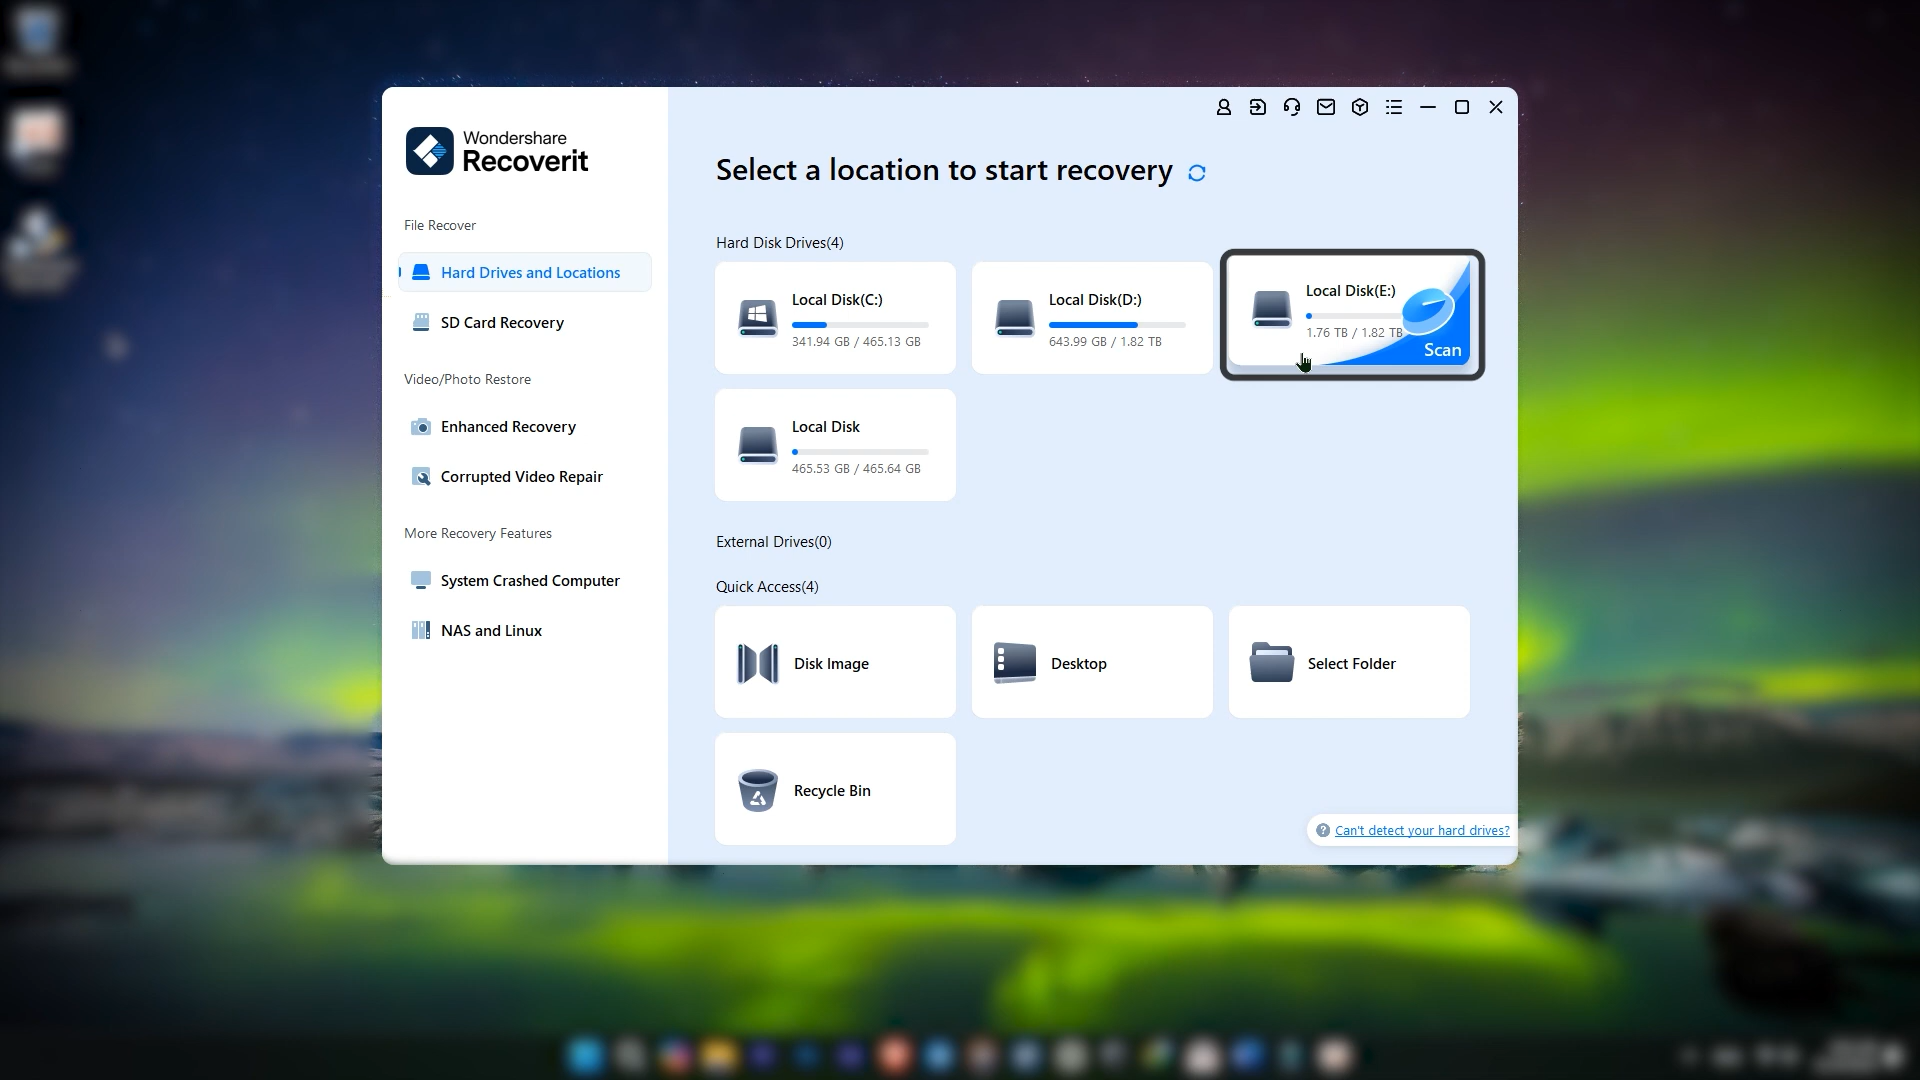 Wondershare
Recoverit
File Recover
Hard Drives and Locations
SD Card Recovery
Video/Photo Restore
Enhanced Recovery
Corrupted Video Repair
More Recovery Features
System Crashed Computer
NAS and Linux
Select a location to start recovery
Hard Disk Drives(4)
Local Disk(C:)
341.94 GB / 465.13 GB
Local Disk(D:)
643.99 GB / 1.82 TB
Local Disk(E:)
1.76 TB / 1.82 TB
Scan
Local Disk
465.53 GB / 465.64 GB
External Drives(0)
Quick Access(4)
Disk Image
Desktop
Select Folder
Recycle Bin
Can't detect your hard drives?